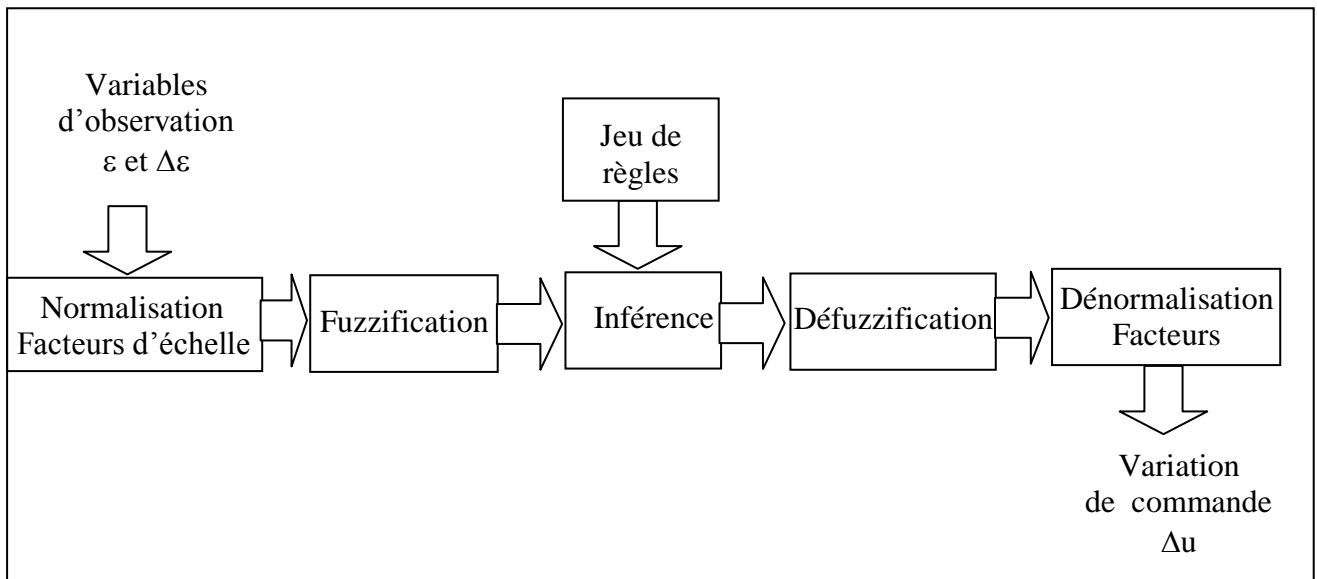 Variables
d’observation
ε et Δε
Jeu de
règles
Normalisation
Facteurs d’échelle
Fuzzification
Inférence
Défuzzification
Dénormalisation
Facteurs
Variation
de commande
Δu